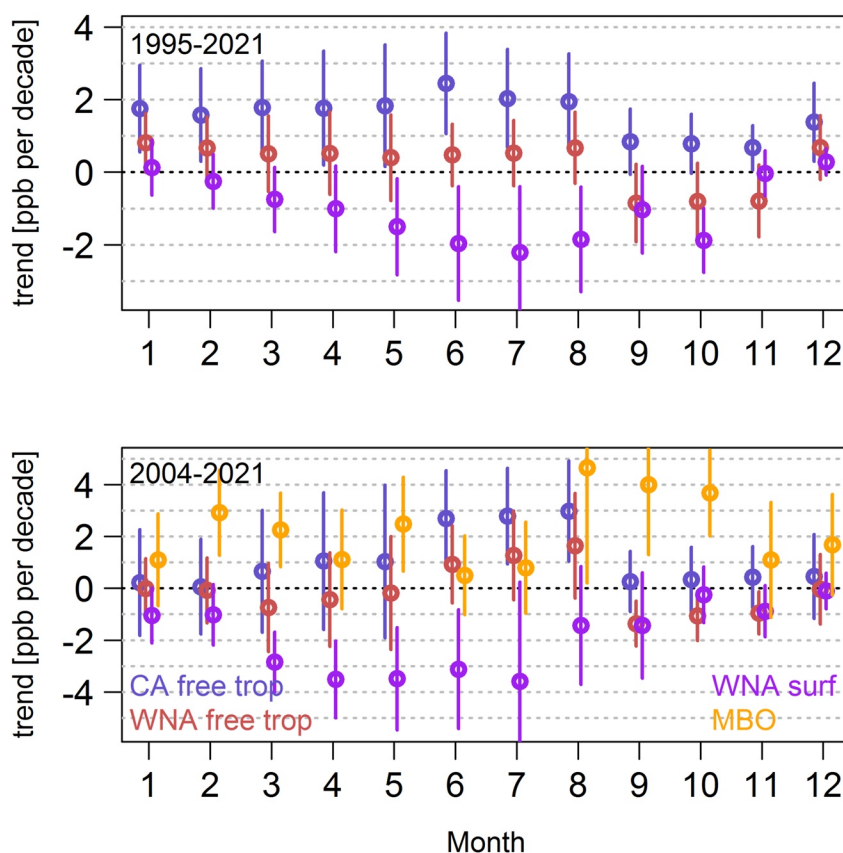 trend [ppb per decade]
1995-2021
4
2
0
-2
1 2 3 4 5 6 7 8 9 10 11 12
trend [ppb per decade]
2004-2021
4
2
0
-2
-4
CA free trop
WNA free trop
WNA surf
MBO
1 2 3 4 5 6 7 8 9 10 11 12
Month